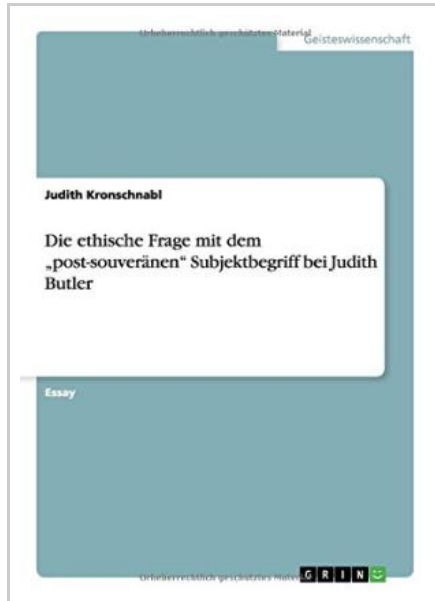 Urheberrechtlich geschütztes Material
Geisteswissenschaft
Judith Kronschnabl
Die ethische Frage mit dem
„post-souveränen“ Subjektbegriff bei Judith
Butler
Essay
Urheberrechtlich geschütztes Material
GRIN